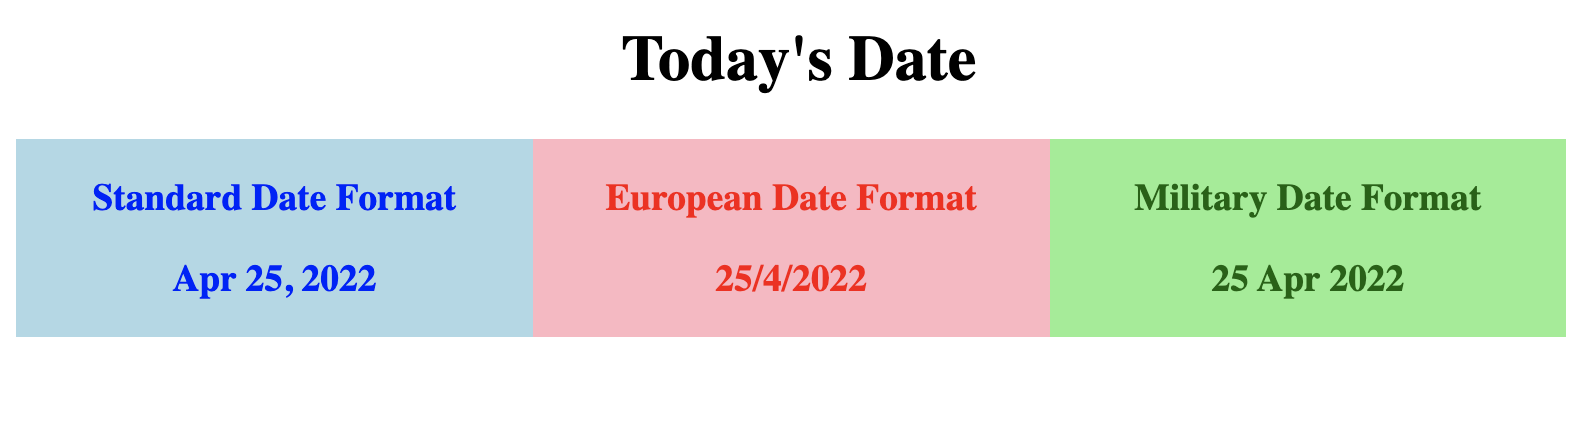 Today's Date
Standard Date Format
Apr 25, 2022
European Date Format
25/4/2022
Military Date Format
25 Apr 2022